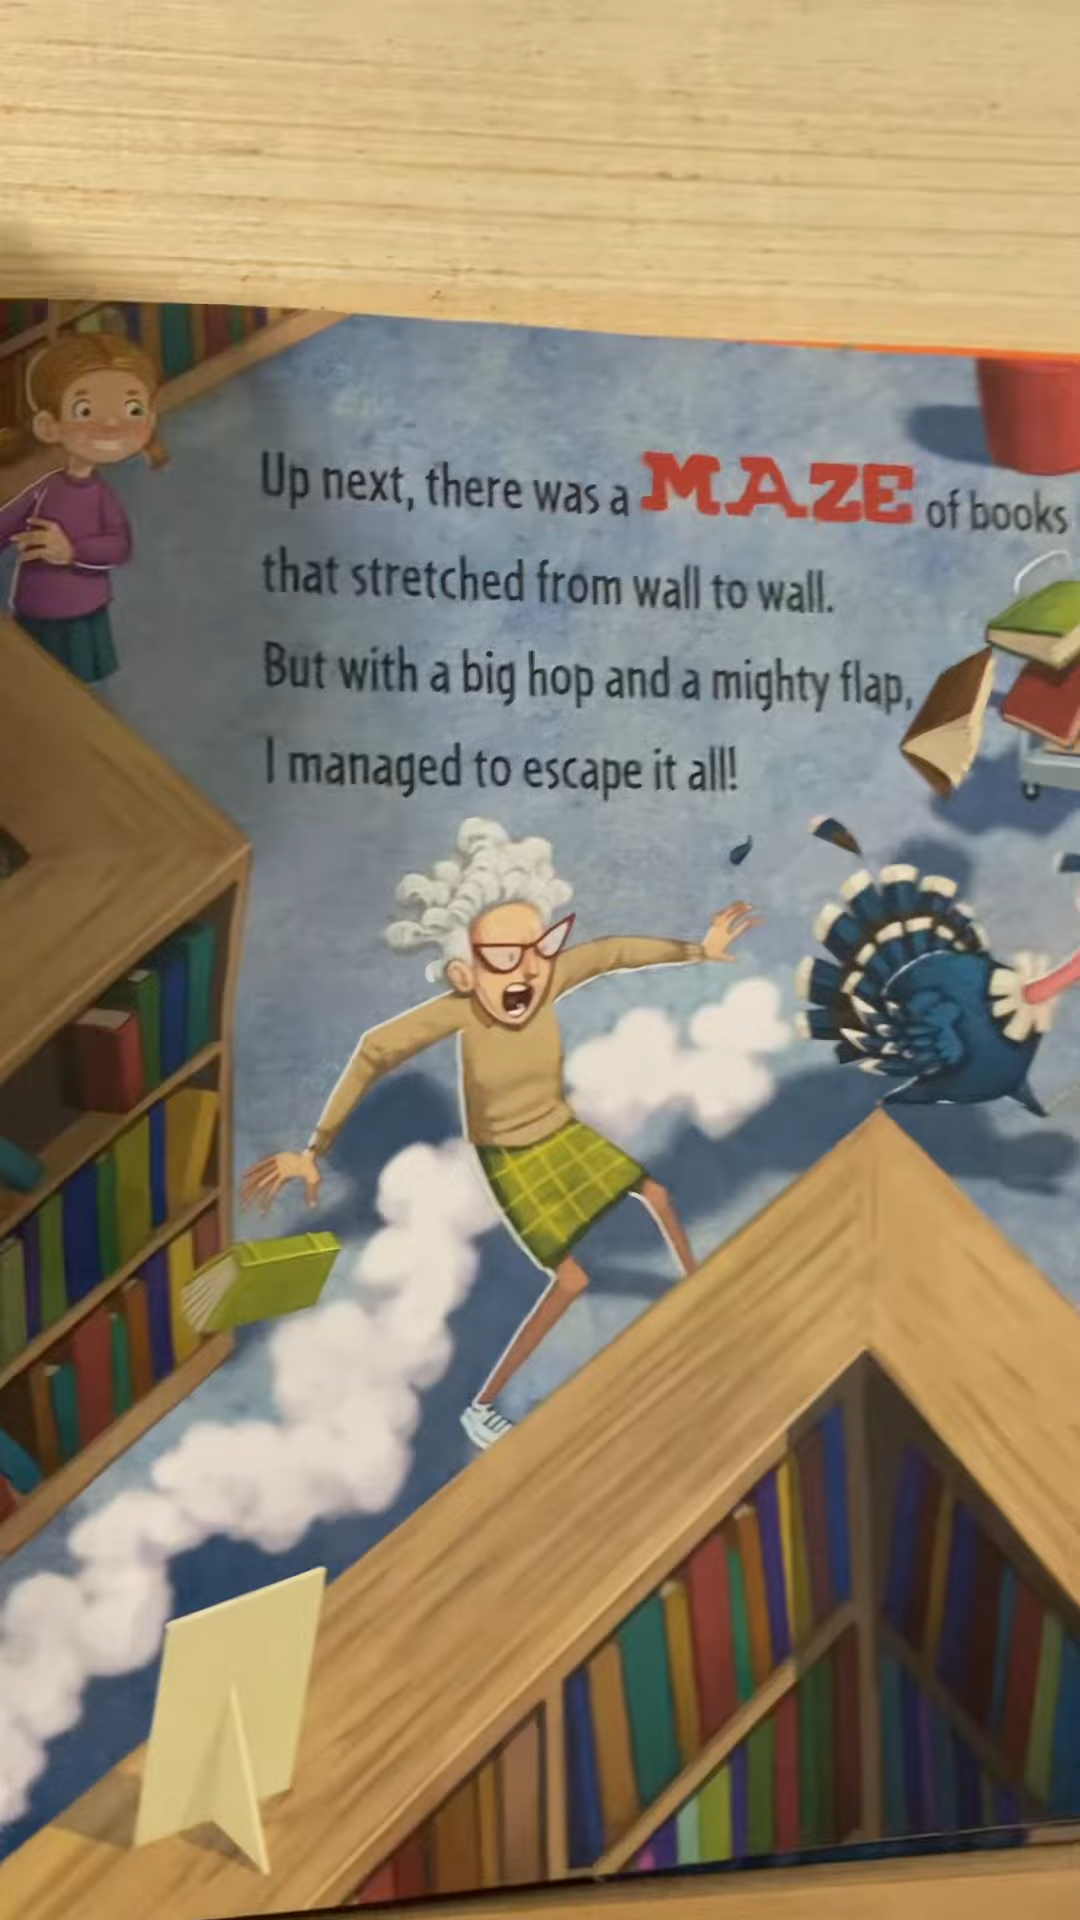 Up next, there was a MAZE of books
that stretched from wall to wall.
But with a big hop and a mighty flap,
I managed to escape it all!